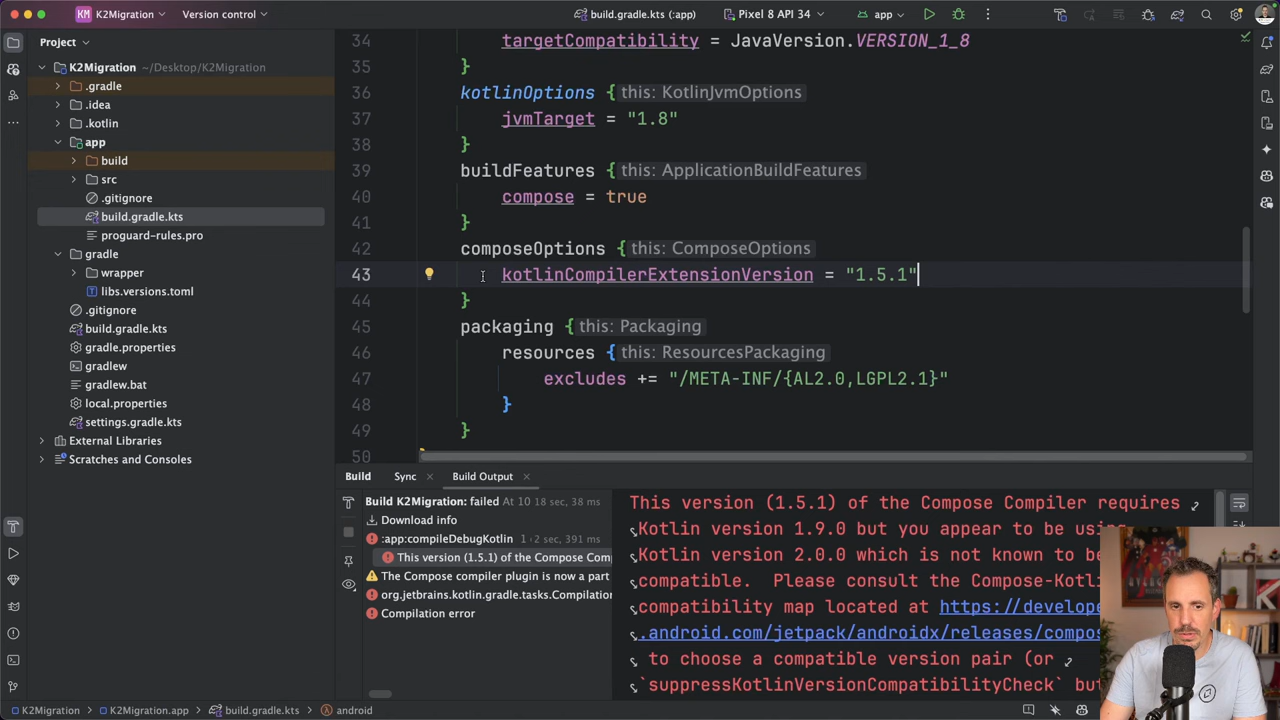 KM K2Migration Version control build.gradle.kts (:app) Pixel 8 API 34 app
Project
K2Migration ~/Desktop/K2Migration
.gradle
.idea
.kotlin
app
build
src
.gitignore
build.gradle.kts
proguard-rules.pro
gradle
wrapper
libs.versions.toml
.gitignore
build.gradle.kts
gradle.properties
gradlew
gradlew.bat
local.properties
settings.gradle.kts
External Libraries
Scratches and Consoles
34 targetCompatibility = JavaVersion.VERSION_1_8
35 }
36 kotlinOptions { this: KotlinJvmOptions
37 jvmTarget = "1.8"
38 }
39 buildFeatures { this: ApplicationBuildFeatures
40 compose = true
41 }
42 composeOptions { this: ComposeOptions
43 kotlinCompilerExtensionVersion = "1.5.1"
44 }
45 packaging { this: Packaging
46 resources { this: ResourcesPackaging
47 excludes += "/META-INF/{AL2.0,LGPL2.1}"
48 }
49 }
50
Build Sync Build Output
Build K2Migration: failed At 10 18 sec, 38 ms
Download info
:app:compileDebugKotlin 1 2 sec, 391 ms
This version (1.5.1) of the Compose Com
The Compose compiler plugin is now a part
org.jetbrains.kotlin.gradle.tasks.Compilation
Compilation error
This version (1.5.1) of the Compose Compiler requires
Kotlin version 1.9.0 but you appear to be using
Kotlin version 2.0.0 which is not known to be
compatible. Please consult the Compose-Kotl
compatibility map located at https://develope
.android.com/jetpack/androidx/releases/compos
to choose a compatible version pair (or
`suppressKotlinVersionCompatibilityCheck` but
K2Migration K2Migration.app build.gradle.kts android